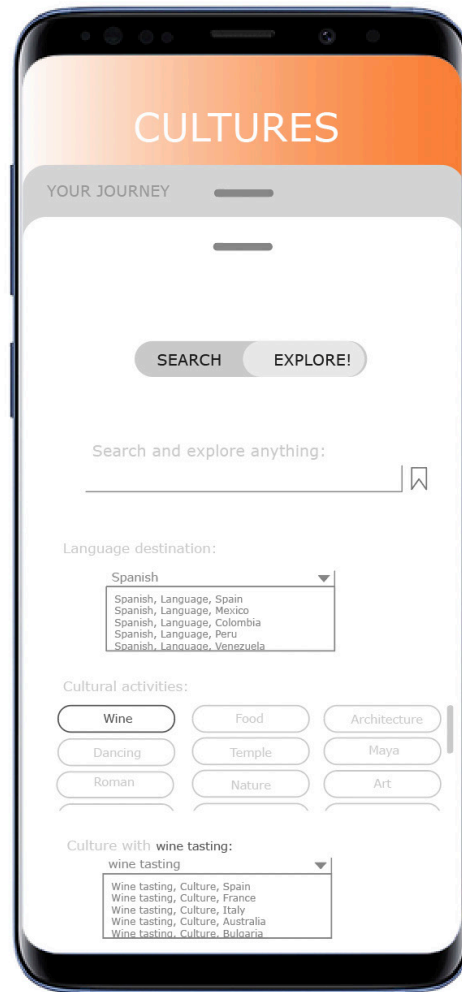 CULTURES
YOUR JOURNEY
SEARCH EXPLORE!
Search and explore anything:
Language destination:
Spanish
Spanish, Language, Spain
Spanish, Language, Mexico
Spanish, Language, Colombia
Spanish, Language, Peru
Spanish, Language, Venezuela
Cultural activities:
Wine Food Architecture
Dancing Temple Maya
Roman Nature Art
Culture with wine tasting:
wine tasting
Wine tasting, Culture, Spain
Wine tasting, Culture, France
Wine tasting, Culture, Italy
Wine tasting, Culture, Australia
Wine tasting, Culture, Bulgaria